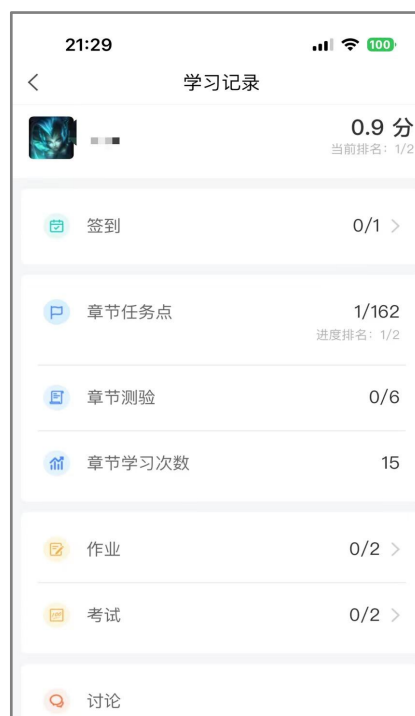 21:29
100
学习记录
0.9 分
当前排名：1/2
签到 0/1
章节任务点 1/162
进度排名：1/2
章节测验 0/6
章节学习次数 15
作业 0/2
考试 0/2
讨论